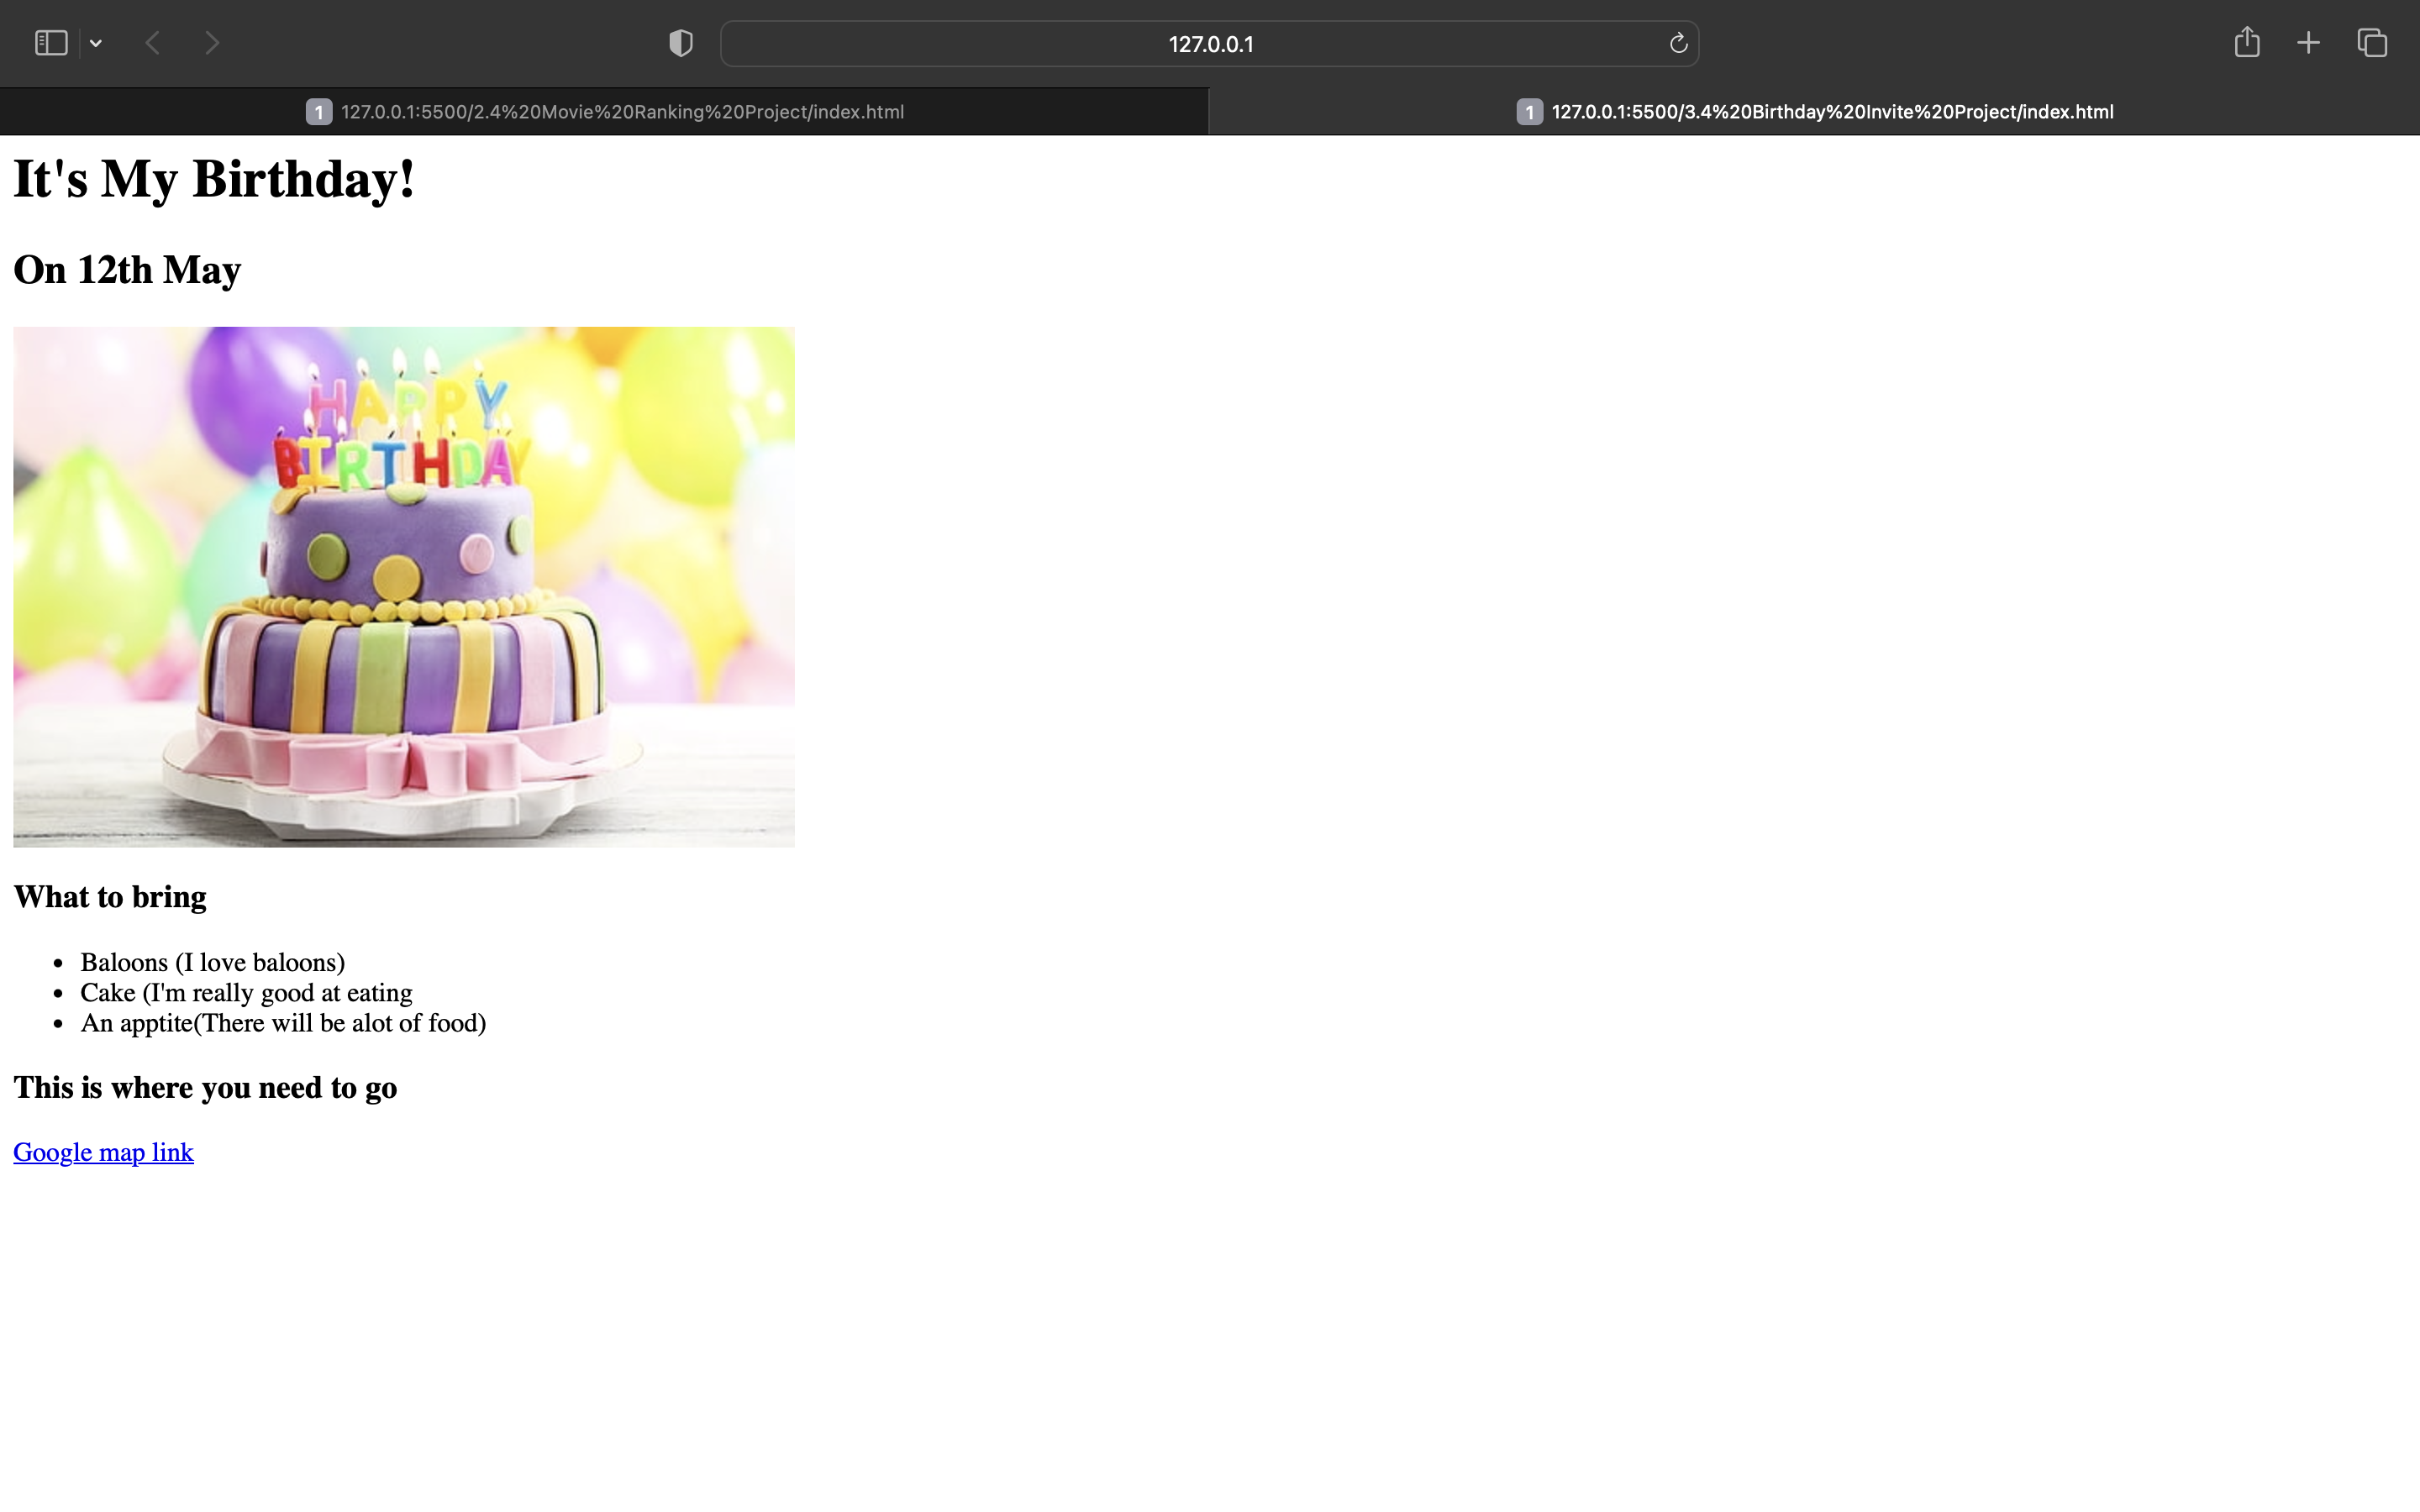 127.0.0.1
1 127.0.0.1:5500/2.4%20Movie%20Ranking%20Project/index.html
1 127.0.0.1:5500/3.4%20Birthday%20Invite%20Project/index.html
It's My Birthday!
On 12th May
HAPPY
BIRTHDAY
What to bring
• Baloons (I love baloons)
• Cake (I'm really good at eating
• An apptite(There will be alot of food)
This is where you need to go
Google map link